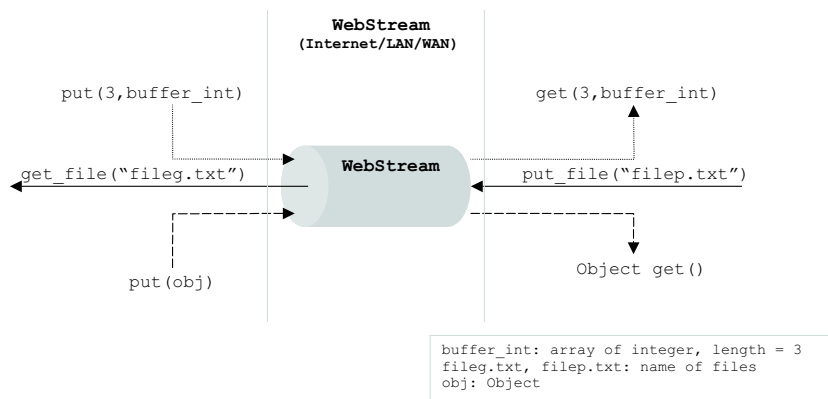 WebStream
(Internet/LAN/WAN)
put(3,buffer_int)
get(3,buffer_int)
WebStream
get_file(“fileg.txt”)
put_file(“filep.txt”)
put(obj)
Object get()
buffer_int: array of integer, length = 3
fileg.txt, filep.txt: name of files
obj: Object